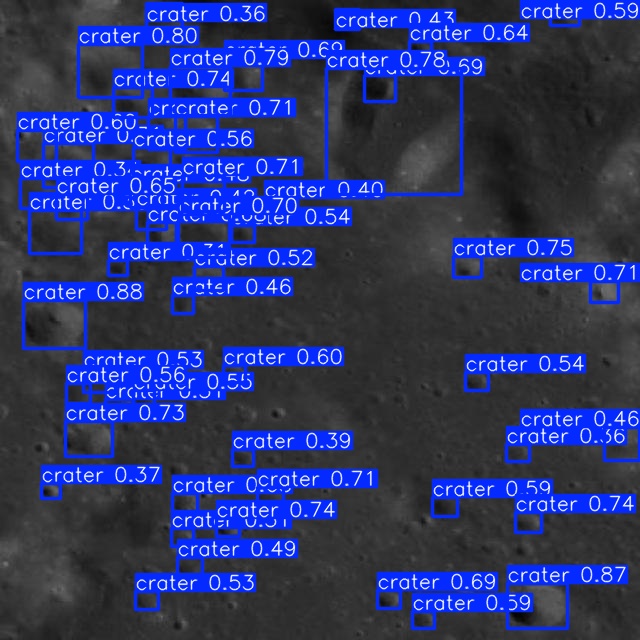 crater 0.36
crater 0.43
crater 0.59
crater 0.80
crater 0.64
crater 0.79
crater 0.78
crater 0.74
crater 0.71
crater 0.60
crater 0.56
crater 0.71
crater 0.65
crater 0.40
crater 0.70
0.54
crater 0.75
crater 0.52
crater 0.71
crater 0.46
crater 0.88
crater 0.53
crater 0.60
crater 0.54
crater 0.56
crater 0.73
crater 0.46
crater 0.36
crater 0.39
crater 0.37
crater 0.71
crater 0.59
crater 0.74
crater 0.74
crater 0.49
crater 0.53
crater 0.69
crater 0.87
crater 0.59